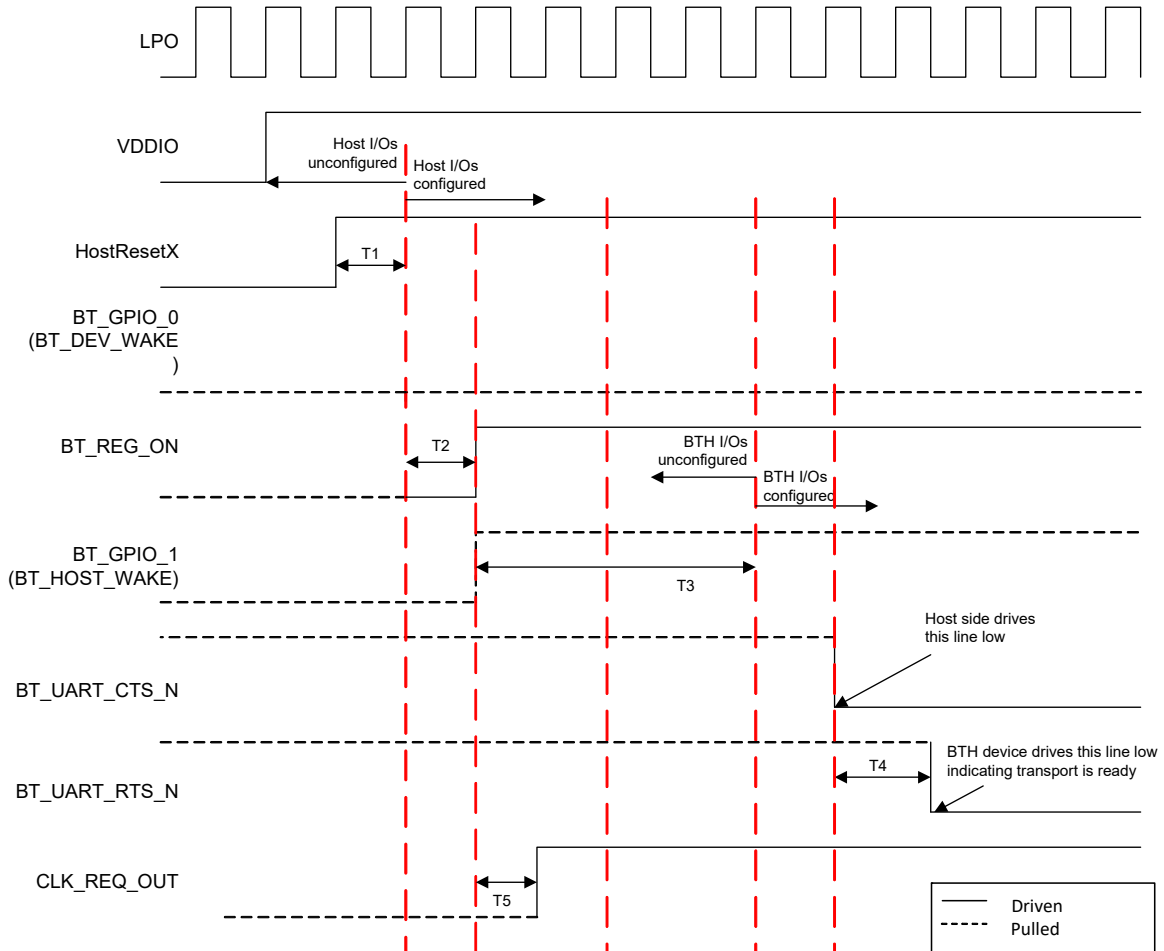 LPO
VDDIO
Host I/Os
unconfigured
Host I/Os
configured
HostResetX
T1
BT_GPIO_0
(BT_DEV_WAKE
)
BT_REG_ON
T2
BTH I/Os
unconfigured
BTH I/Os
configured
BT_GPIO_1
(BT_HOST_WAKE)
T3
Host side drives
this line low
BT_UART_CTS_N
BTH device drives this line low
indicating transport is ready
T4
BT_UART_RTS_N
CLK_REQ_OUT
T5
Driven
Pulled